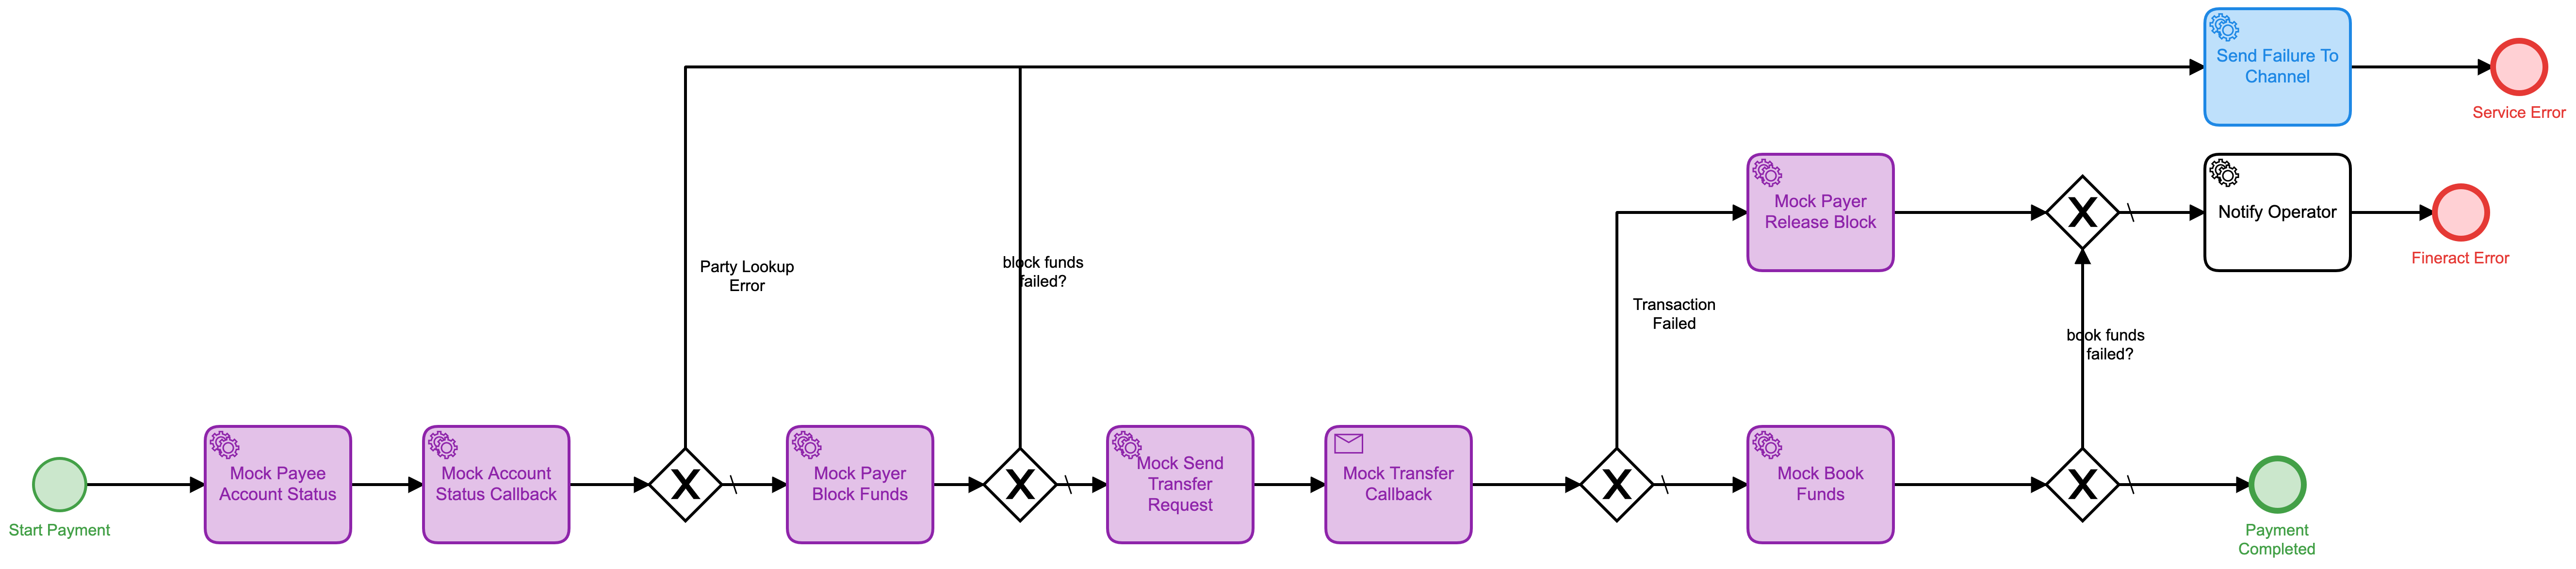 Send Failure To
Channel
Service Error
Mock Payer
Release Block
X
Notify Operator
Fineract Error
Party Lookup
Error
block funds
failed?
Transaction
Failed
book funds
failed?
Start Payment
Mock Payee
Account Status
Mock Account
Status Callback
X
Mock Payer
Block Funds
X
Mock Send
Transfer
Request
Mock Transfer
Callback
X
Mock Book
Funds
X
Payment
Completed